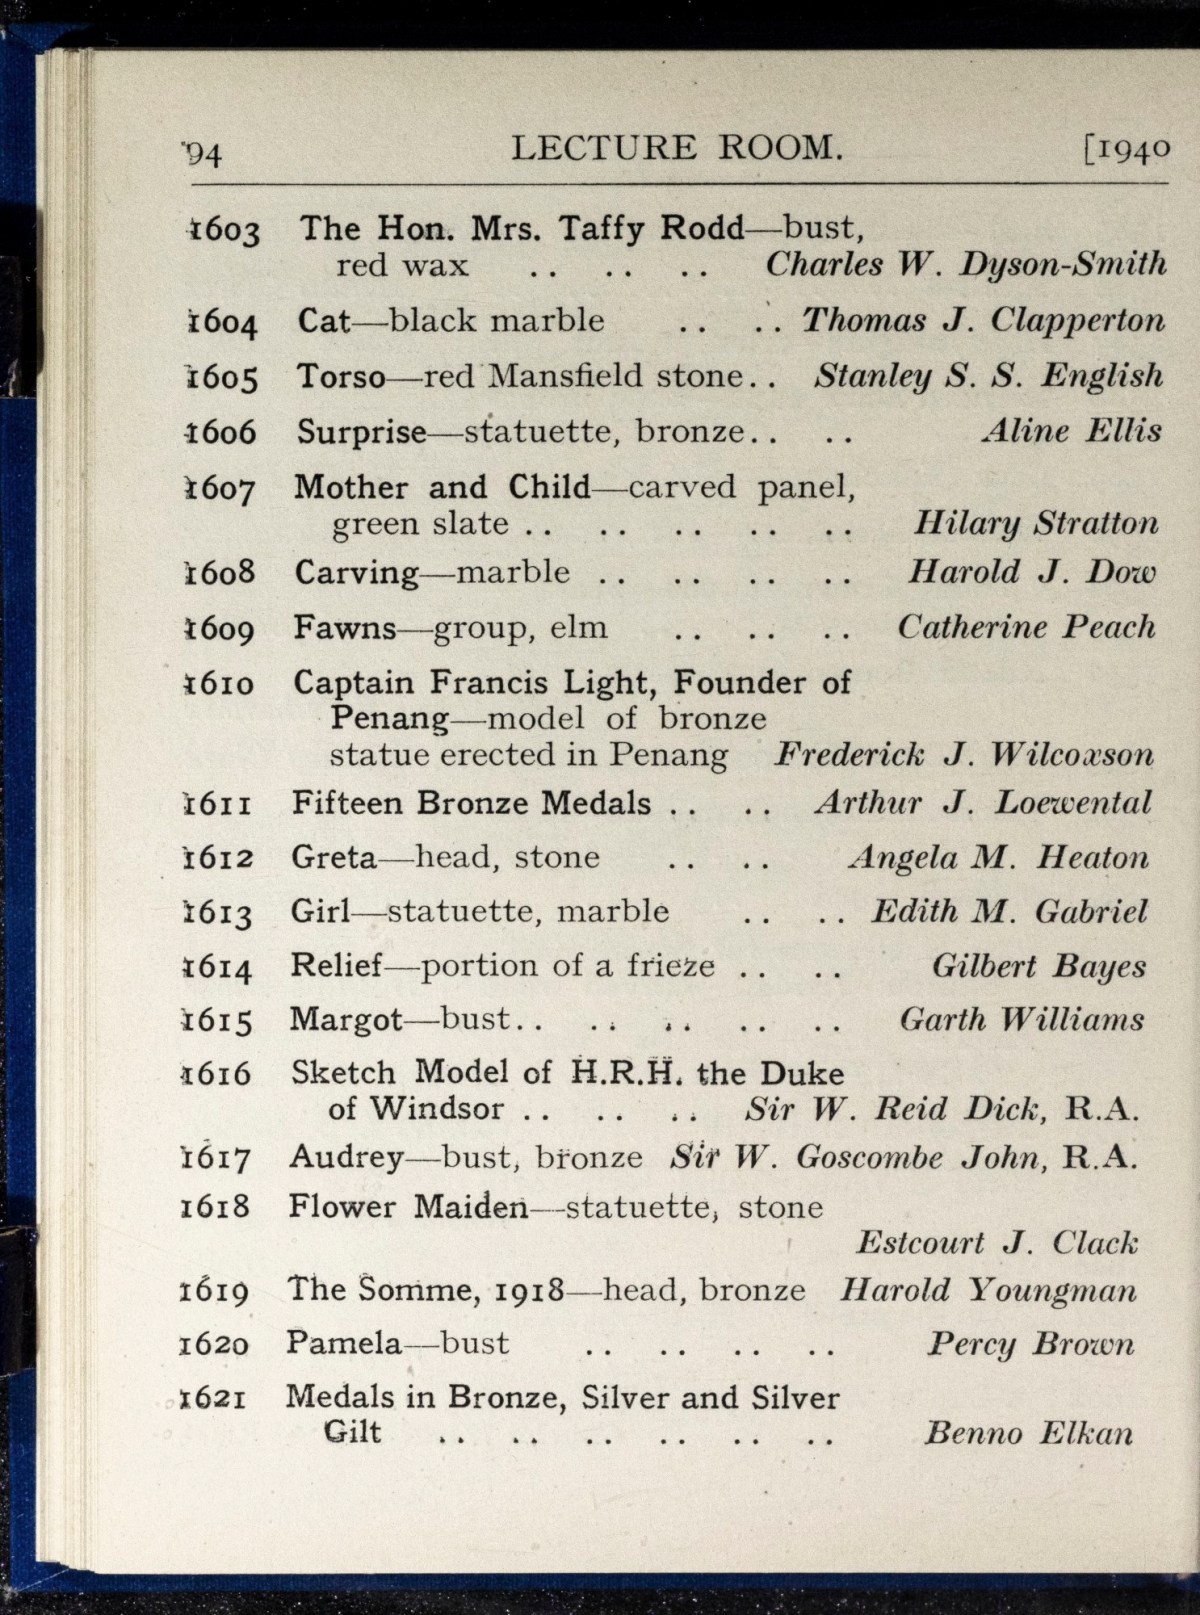 94 LECTURE ROOM. [1940
1603 The Hon. Mrs. Taffy Rodd—bust,
red wax .. .. .. Charles W. Dyson-Smith
1604 Cat—black marble .. .. Thomas J. Clapperton
1605 Torso—red Mansfield stone.. Stanley S. S. English
1606 Surprise—statuette, bronze.. .. Aline Ellis
1607 Mother and Child—carved panel,
green slate .. .. .. .. .. Hilary Stratton
1608 Carving—marble .. .. .. .. Harold J. Dow
1609 Fawns—group, elm .. .. .. Catherine Peach
1610 Captain Francis Light, Founder of
Penang—model of bronze
statue erected in Penang Frederick J. Wilcoxson
1611 Fifteen Bronze Medals .. .. Arthur J. Loewental
1612 Greta—head, stone .. .. Angela M. Heaton
1613 Girl—statuette, marble .. .. Edith M. Gabriel
1614 Relief—portion of a frieze .. .. Gilbert Bayes
1615 Margot—bust.. .. .. .. .. Garth Williams
1616 Sketch Model of H.R.H. the Duke
of Windsor .. .. .. Sir W. Reid Dick, R.A.
1617 Audrey—bust, bronze Sir W. Goscombe John, R.A.
1618 Flower Maiden—statuette, stone
Estcourt J. Clack
1619 The Somme, 1918—head, bronze Harold Youngman
1620 Pamela—bust .. .. .. .. Percy Brown
1621 Medals in Bronze, Silver and Silver
Gilt .. .. .. .. .. .. Benno Elkan